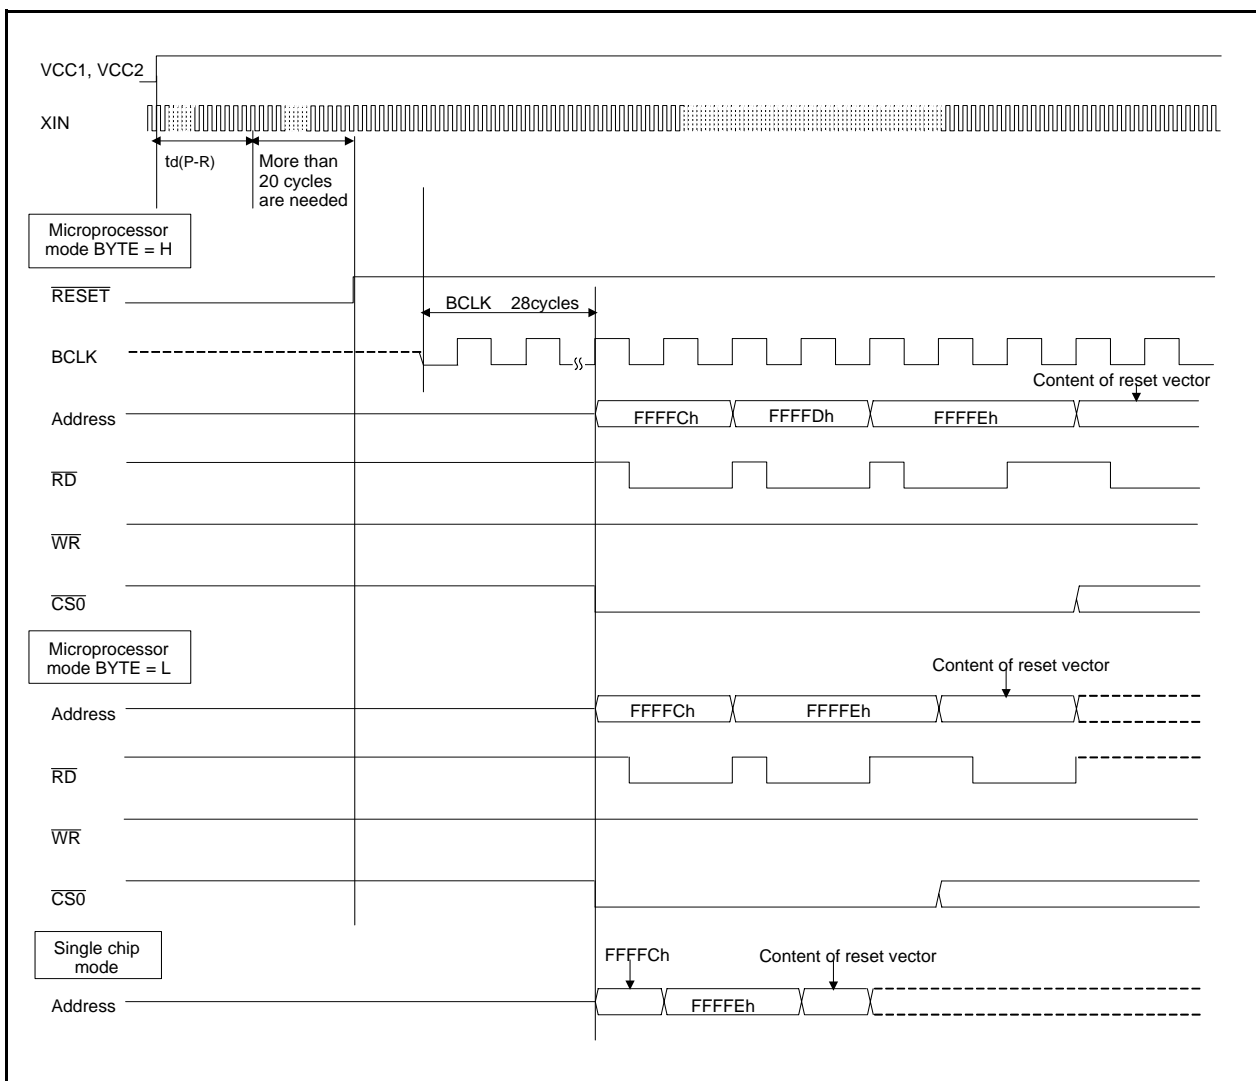 VCC1, VCC2
XIN
td(P-R)
More than
20 cycles
are needed
Microprocessor
mode BYTE = H
RESET
BCLK 28cycles
BCLK
Content of reset vector
Address
FFFFCh
FFFFDh
FFFFEh
RD
WR
CS0
Microprocessor
mode BYTE = L
Content of reset vector
Address
FFFFCh
FFFFEh
RD
WR
CS0
Single chip
mode
FFFFCh
Content of reset vector
Address
FFFFEh